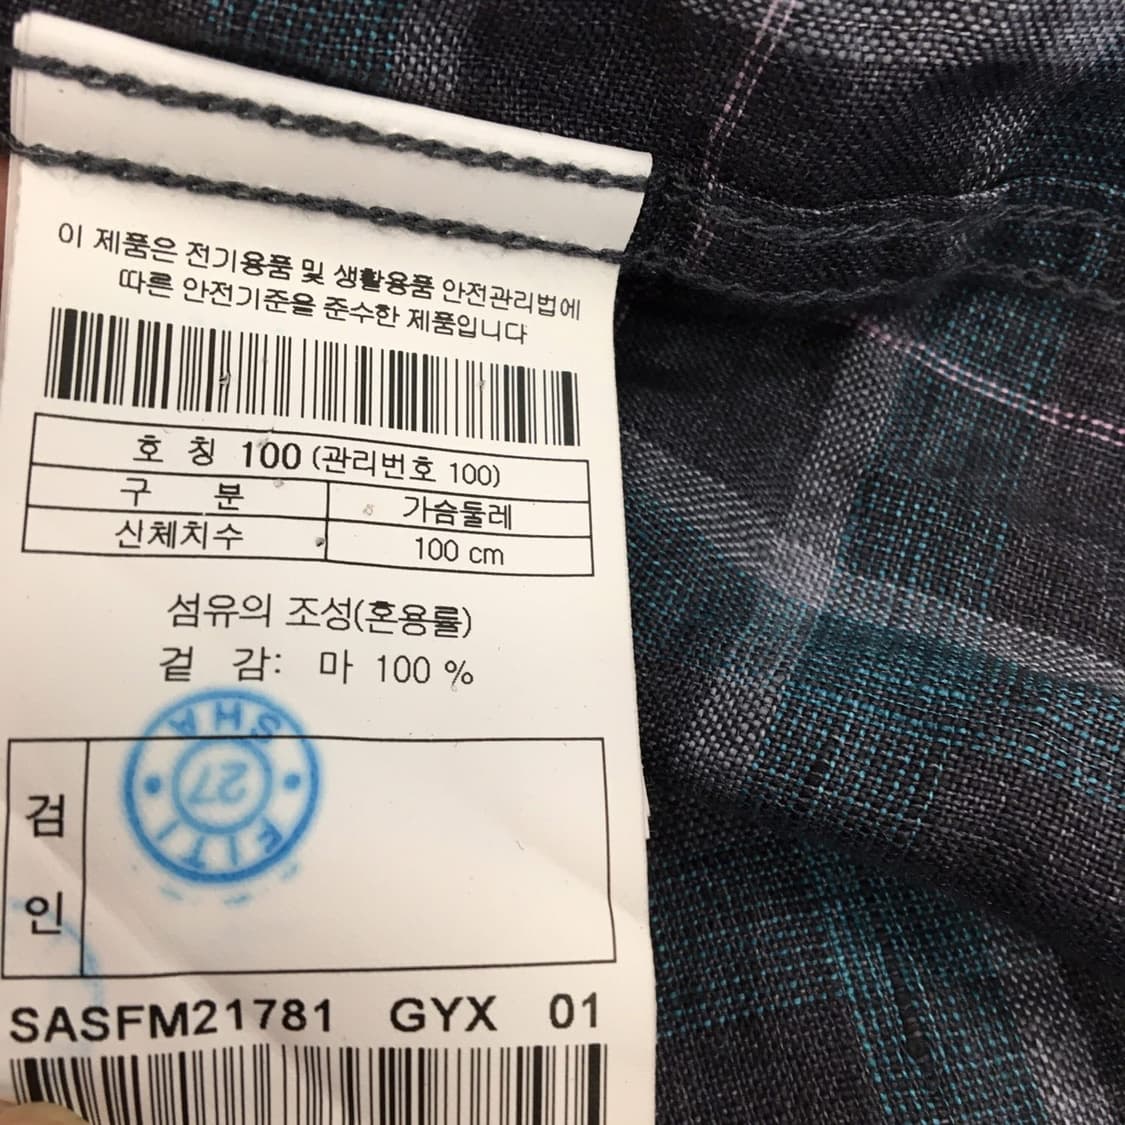 이 제품은 전기용품 및 생활용품 안전관리법에
따른 안전기준을 준수한 제품입니다
호 칭 100 (관리번호 100)
구 분 가슴둘레
신체치수 100 cm
섬유의 조성(혼용률)
겉 감: 마 100 %
SHA
27
FITI
검
인
SASFM21781 GYX 01